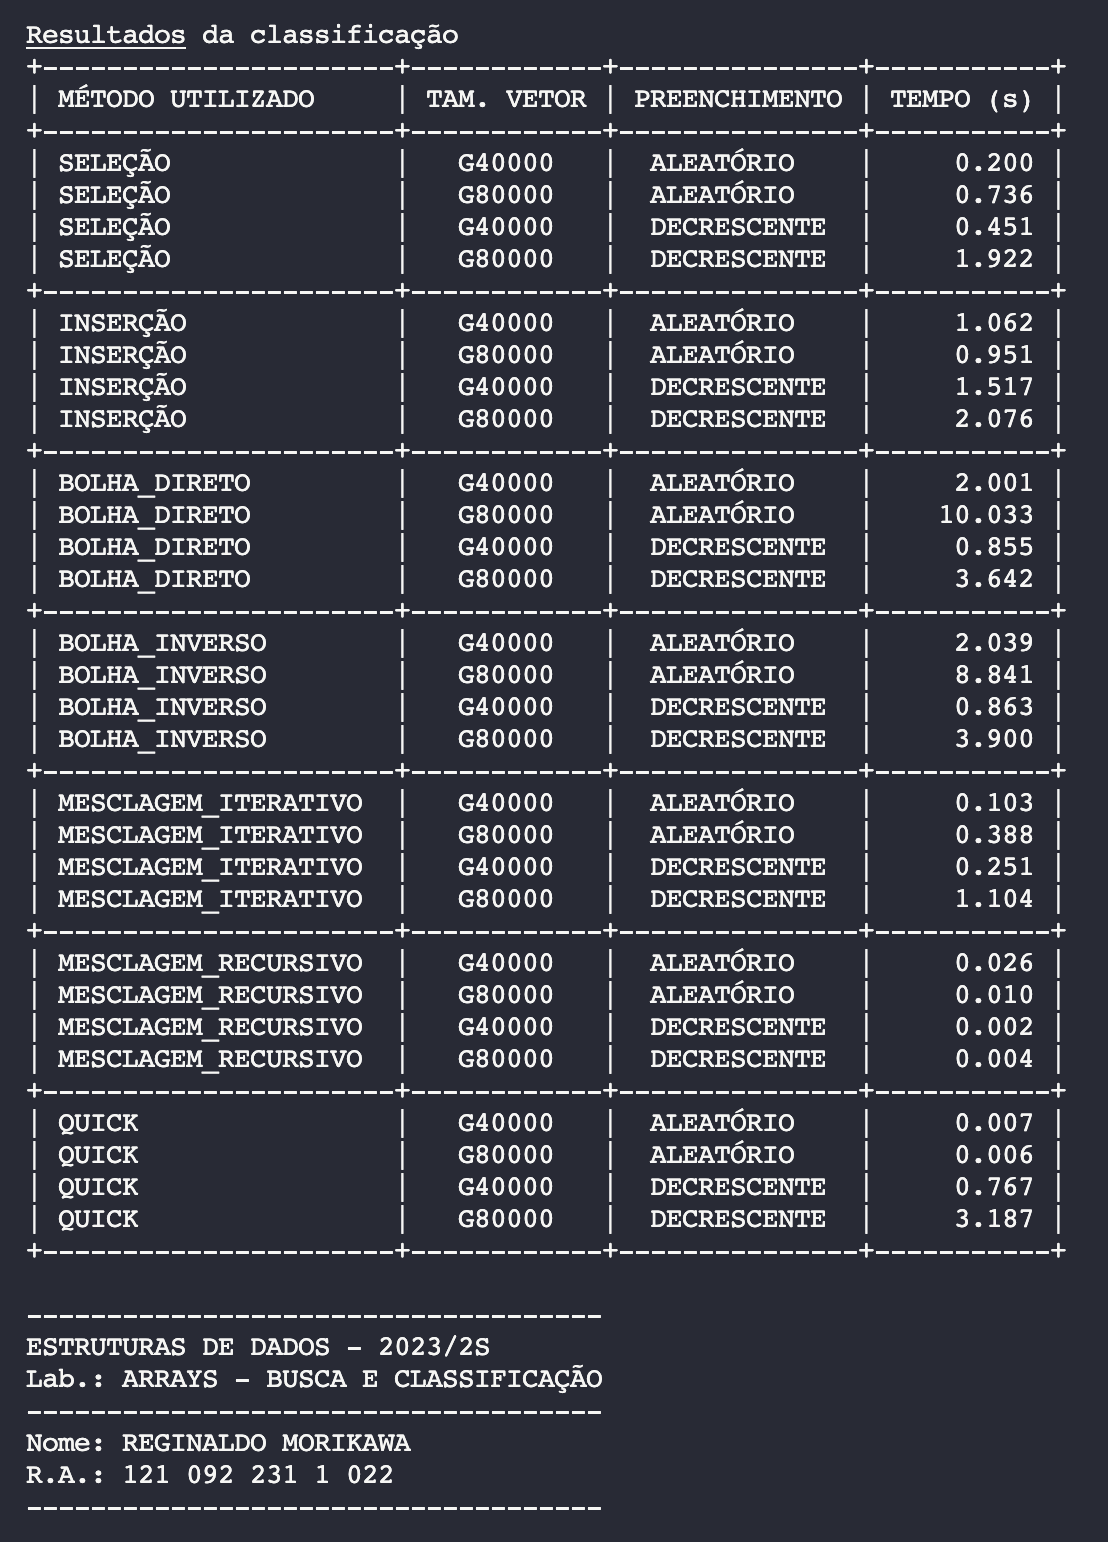 Resultados da classificação
+----------------------+------------+---------------+-----------+
| MÉTODO UTILIZADO     | TAM. VETOR | PREENCHIMENTO | TEMPO (s) |
+----------------------+------------+---------------+-----------+
| SELEÇÃO              |   G40000   |  ALEATÓRIO    |     0.200 |
| SELEÇÃO              |   G80000   |  ALEATÓRIO    |     0.736 |
| SELEÇÃO              |   G40000   |  DECRESCENTE  |     0.451 |
| SELEÇÃO              |   G80000   |  DECRESCENTE  |     1.922 |
+----------------------+------------+---------------+-----------+
| INSERÇÃO             |   G40000   |  ALEATÓRIO    |     1.062 |
| INSERÇÃO             |   G80000   |  ALEATÓRIO    |     0.951 |
| INSERÇÃO             |   G40000   |  DECRESCENTE  |     1.517 |
| INSERÇÃO             |   G80000   |  DECRESCENTE  |     2.076 |
+----------------------+------------+---------------+-----------+
| BOLHA_DIRETO         |   G40000   |  ALEATÓRIO    |     2.001 |
| BOLHA_DIRETO         |   G80000   |  ALEATÓRIO    |    10.033 |
| BOLHA_DIRETO         |   G40000   |  DECRESCENTE  |     0.855 |
| BOLHA_DIRETO         |   G80000   |  DECRESCENTE  |     3.642 |
+----------------------+------------+---------------+-----------+
| BOLHA_INVERSO        |   G40000   |  ALEATÓRIO    |     2.039 |
| BOLHA_INVERSO        |   G80000   |  ALEATÓRIO    |     8.841 |
| BOLHA_INVERSO        |   G40000   |  DECRESCENTE  |     0.863 |
| BOLHA_INVERSO        |   G80000   |  DECRESCENTE  |     3.900 |
+----------------------+------------+---------------+-----------+
| MESCLAGEM_ITERATIVO  |   G40000   |  ALEATÓRIO    |     0.103 |
| MESCLAGEM_ITERATIVO  |   G80000   |  ALEATÓRIO    |     0.388 |
| MESCLAGEM_ITERATIVO  |   G40000   |  DECRESCENTE  |     0.251 |
| MESCLAGEM_ITERATIVO  |   G80000   |  DECRESCENTE  |     1.104 |
+----------------------+------------+---------------+-----------+
| MESCLAGEM_RECURSIVO  |   G40000   |  ALEATÓRIO    |     0.026 |
| MESCLAGEM_RECURSIVO  |   G80000   |  ALEATÓRIO    |     0.010 |
| MESCLAGEM_RECURSIVO  |   G40000   |  DECRESCENTE  |     0.002 |
| MESCLAGEM_RECURSIVO  |   G80000   |  DECRESCENTE  |     0.004 |
+----------------------+------------+---------------+-----------+
| QUICK                |   G40000   |  ALEATÓRIO    |     0.007 |
| QUICK                |   G80000   |  ALEATÓRIO    |     0.006 |
| QUICK                |   G40000   |  DECRESCENTE  |     0.767 |
| QUICK                |   G80000   |  DECRESCENTE  |     3.187 |
+----------------------+------------+---------------+-----------+
------------------------------------
ESTRUTURAS DE DADOS - 2023/2S
Lab.: ARRAYS - BUSCA E CLASSIFICAÇÃO
------------------------------------
Nome: REGINALDO MORIKAWA
R.A.: 121 092 231 1 022
------------------------------------